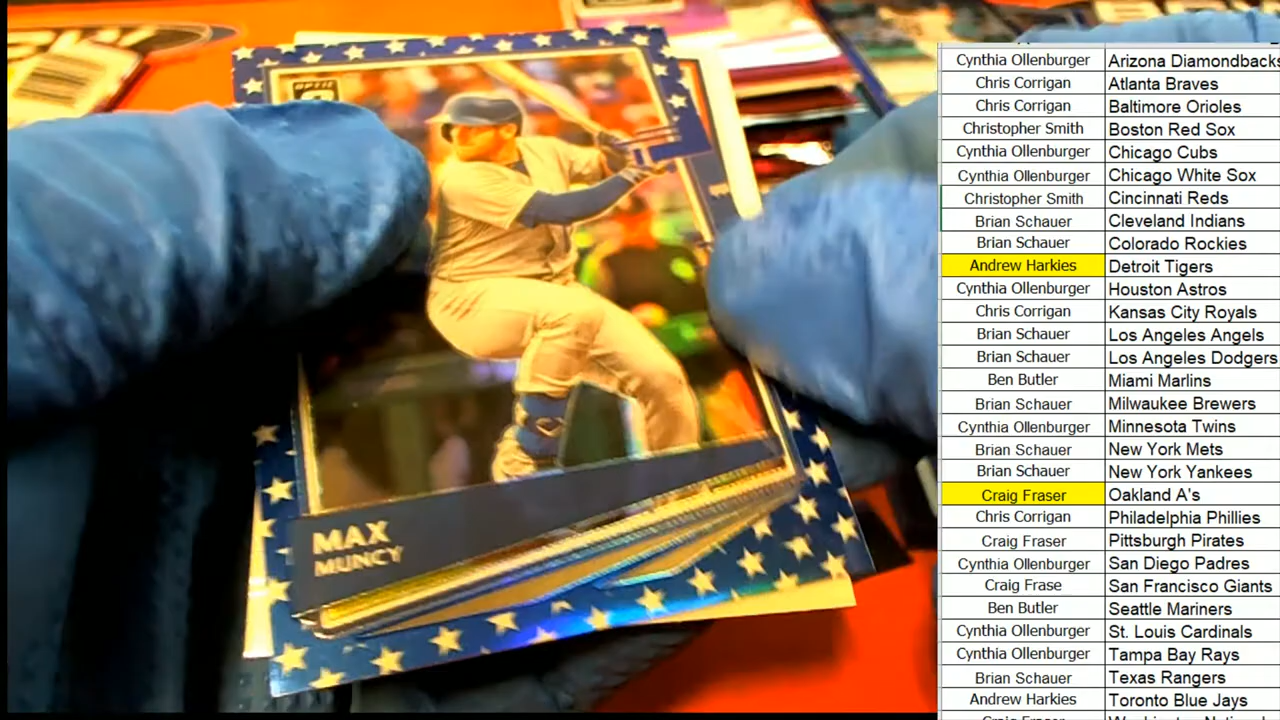 OPTIC
MAX
MUNCY
Cynthia Ollenburger Arizona Diamondbacks
Chris Corrigan Atlanta Braves
Chris Corrigan Baltimore Orioles
Christopher Smith Boston Red Sox
Cynthia Ollenburger Chicago Cubs
Cynthia Ollenburger Chicago White Sox
Christopher Smith Cincinnati Reds
Brian Schauer Cleveland Indians
Brian Schauer Colorado Rockies
Andrew Harkies Detroit Tigers
Cynthia Ollenburger Houston Astros
Chris Corrigan Kansas City Royals
Brian Schauer Los Angeles Angels
Brian Schauer Los Angeles Dodgers
Ben Butler Miami Marlins
Brian Schauer Milwaukee Brewers
Cynthia Ollenburger Minnesota Twins
Brian Schauer New York Mets
Brian Schauer New York Yankees
Craig Fraser Oakland A's
Chris Corrigan Philadelphia Phillies
Craig Fraser Pittsburgh Pirates
Cynthia Ollenburger San Diego Padres
Craig Frase San Francisco Giants
Ben Butler Seattle Mariners
Cynthia Ollenburger St. Louis Cardinals
Cynthia Ollenburger Tampa Bay Rays
Brian Schauer Texas Rangers
Andrew Harkies Toronto Blue Jays